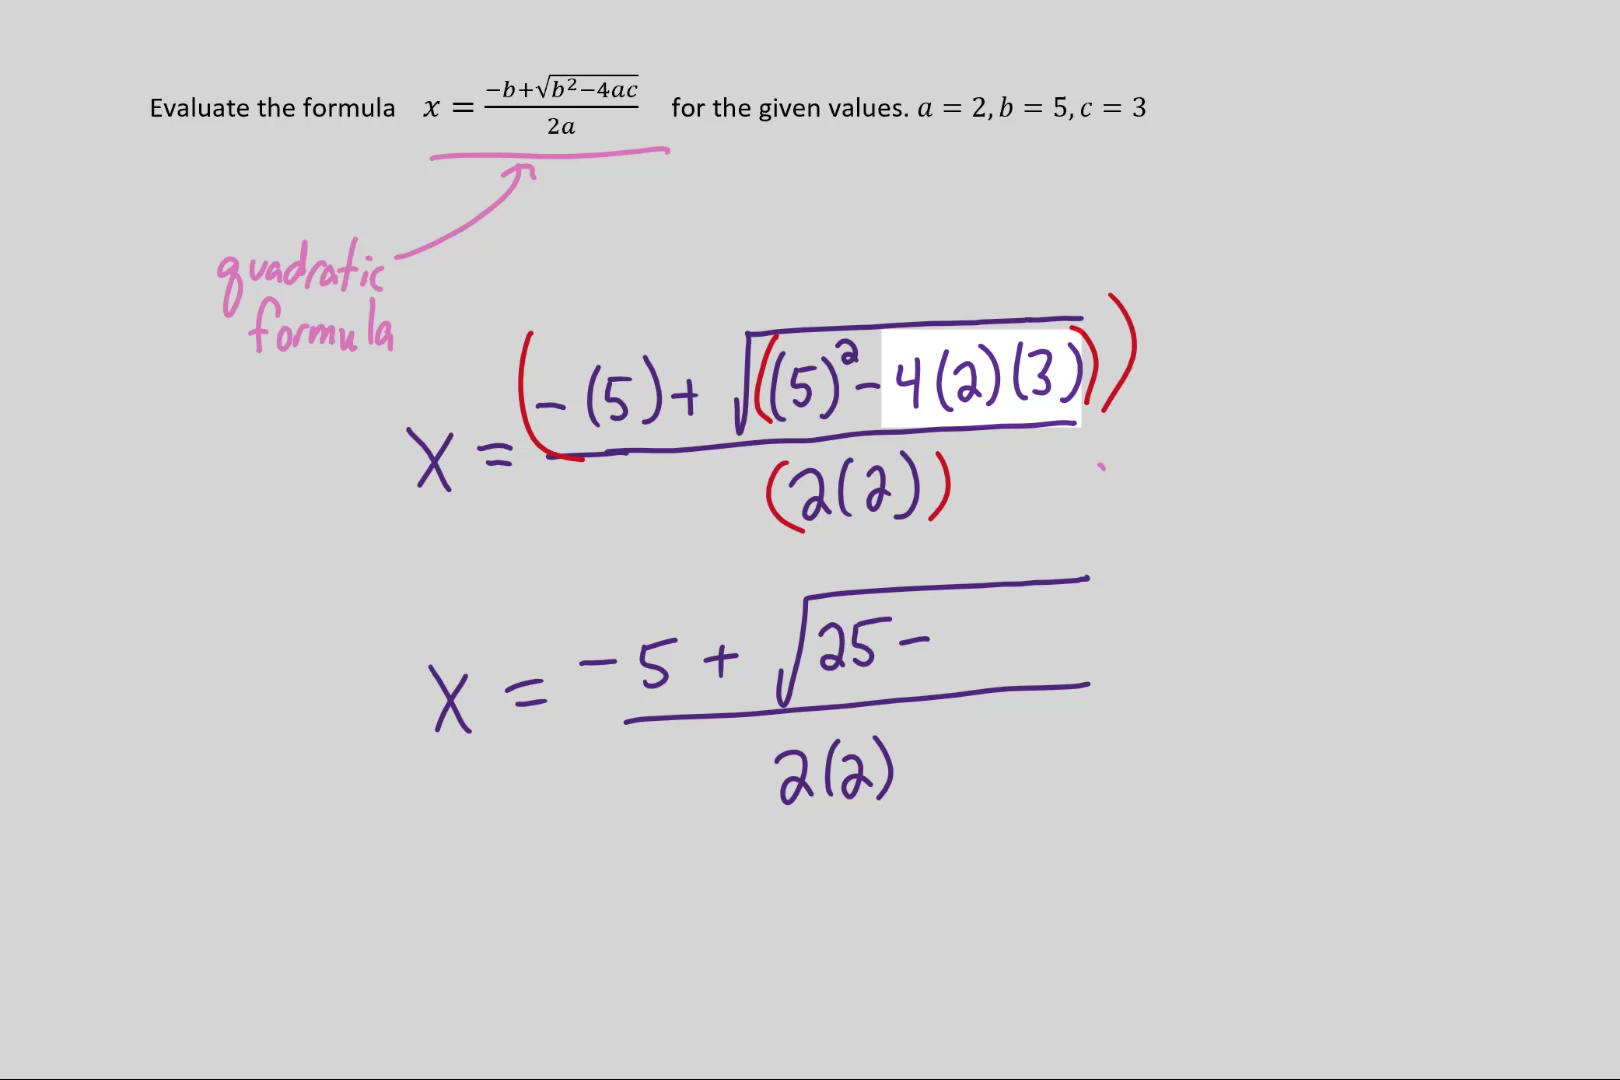 Evaluate the formula x = (-b+√(b²-4ac))/(2a) for the given values. a = 2, b = 5, c = 3
quadratic
formula
x = (-(5) + √((5)² - 4(2)(3)))/(2(2))
x = (-5 + √(25 - ))/(2(2))